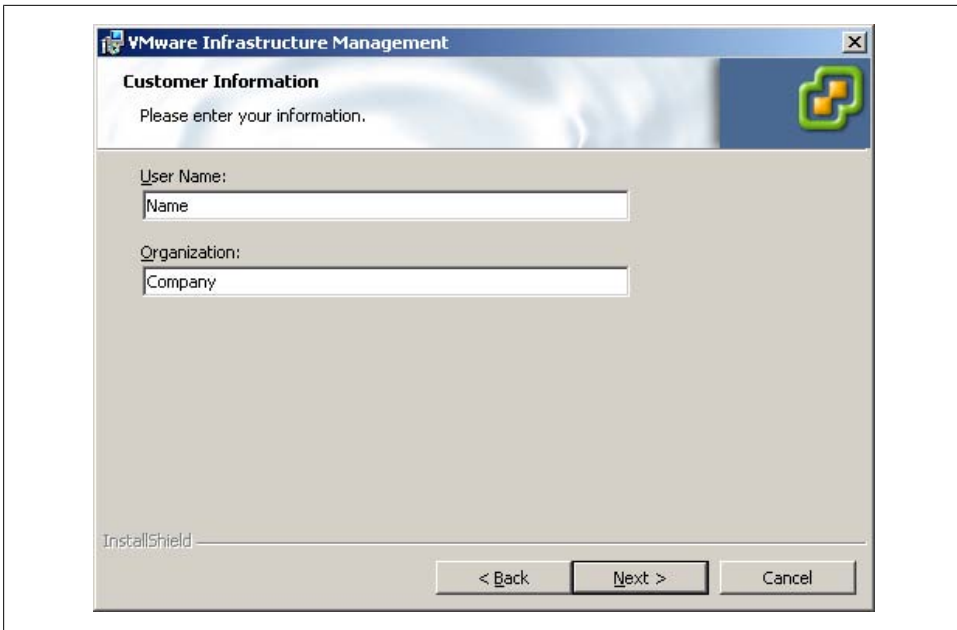 VMware Infrastructure Management
Customer Information
Please enter your information.
User Name:
Name
Organization:
Company
InstallShield
< Back
Next >
Cancel